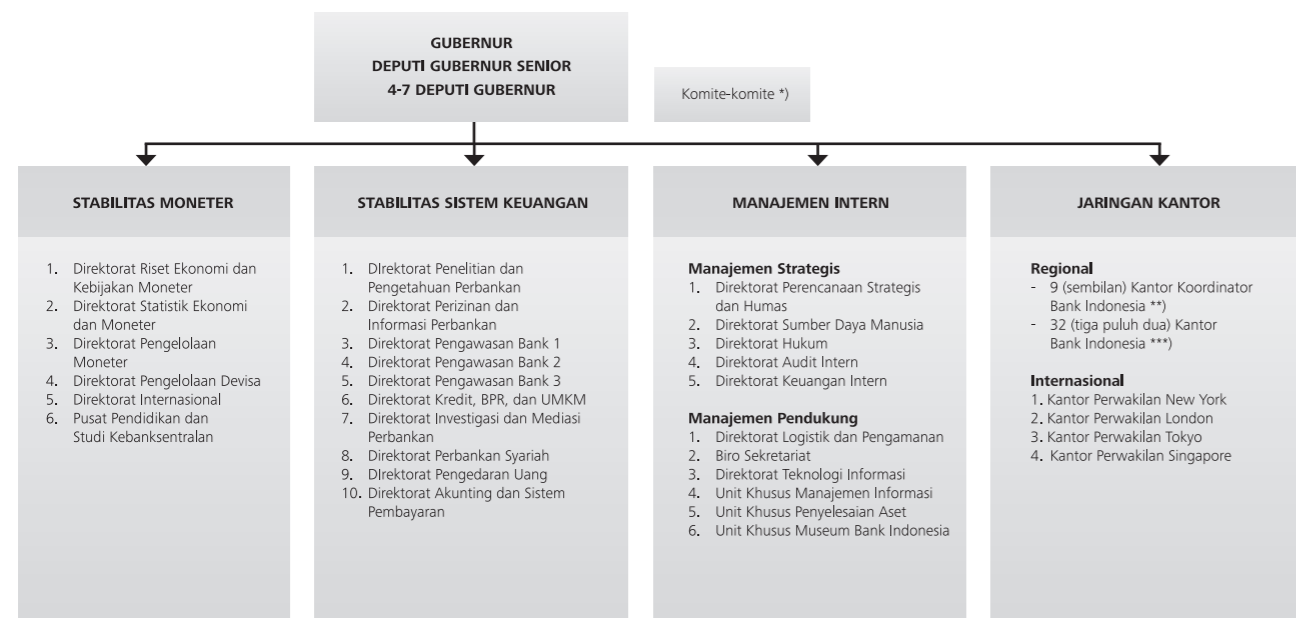 GUBERNUR
DEPUTI GUBERNUR SENIOR
4-7 DEPUTI GUBERNUR
Komite-komite *)
STABILITAS MONETER
1. Direktorat Riset Ekonomi dan
Kebijakan Moneter
2. Direktorat Statistik Ekonomi
dan Moneter
3. Direktorat Pengelolaan
Moneter
4. Direktorat Pengelolaan Devisa
5. Direktorat Internasional
6. Pusat Pendidikan dan
Studi Kebanksentralan
STABILITAS SISTEM KEUANGAN
1. DIrektorat Penelitian dan
Pengetahuan Perbankan
2. Direktorat Perizinan dan
Informasi Perbankan
3. Direktorat Pengawasan Bank 1
4. Direktorat Pengawasan Bank 2
5. Direktorat Pengawasan Bank 3
6. Direktorat Kredit, BPR, dan UMKM
7. Direktorat Investigasi dan Mediasi
Perbankan
8. Direktorat Perbankan Syariah
9. DIrektorat Pengedaran Uang
10. Direktorat Akunting dan Sistem
Pembayaran
MANAJEMEN INTERN
Manajemen Strategis
1. Direktorat Perencanaan Strategis
dan Humas
2. Direktorat Sumber Daya Manusia
3. Direktorat Hukum
4. Direktorat Audit Intern
5. Direktorat Keuangan Intern
Manajemen Pendukung
1. Direktorat Logistik dan Pengamanan
2. Biro Sekretariat
3. Direktorat Teknologi Informasi
4. Unit Khusus Manajemen Informasi
5. Unit Khusus Penyelesaian Aset
6. Unit Khusus Museum Bank Indonesia
JARINGAN KANTOR
Regional
- 9 (sembilan) Kantor Koordinator
Bank Indonesia **)
- 32 (tiga puluh dua) Kantor
Bank Indonesia ***)
Internasional
1. Kantor Perwakilan New York
2. Kantor Perwakilan London
3. Kantor Perwakilan Tokyo
4. Kantor Perwakilan Singapore